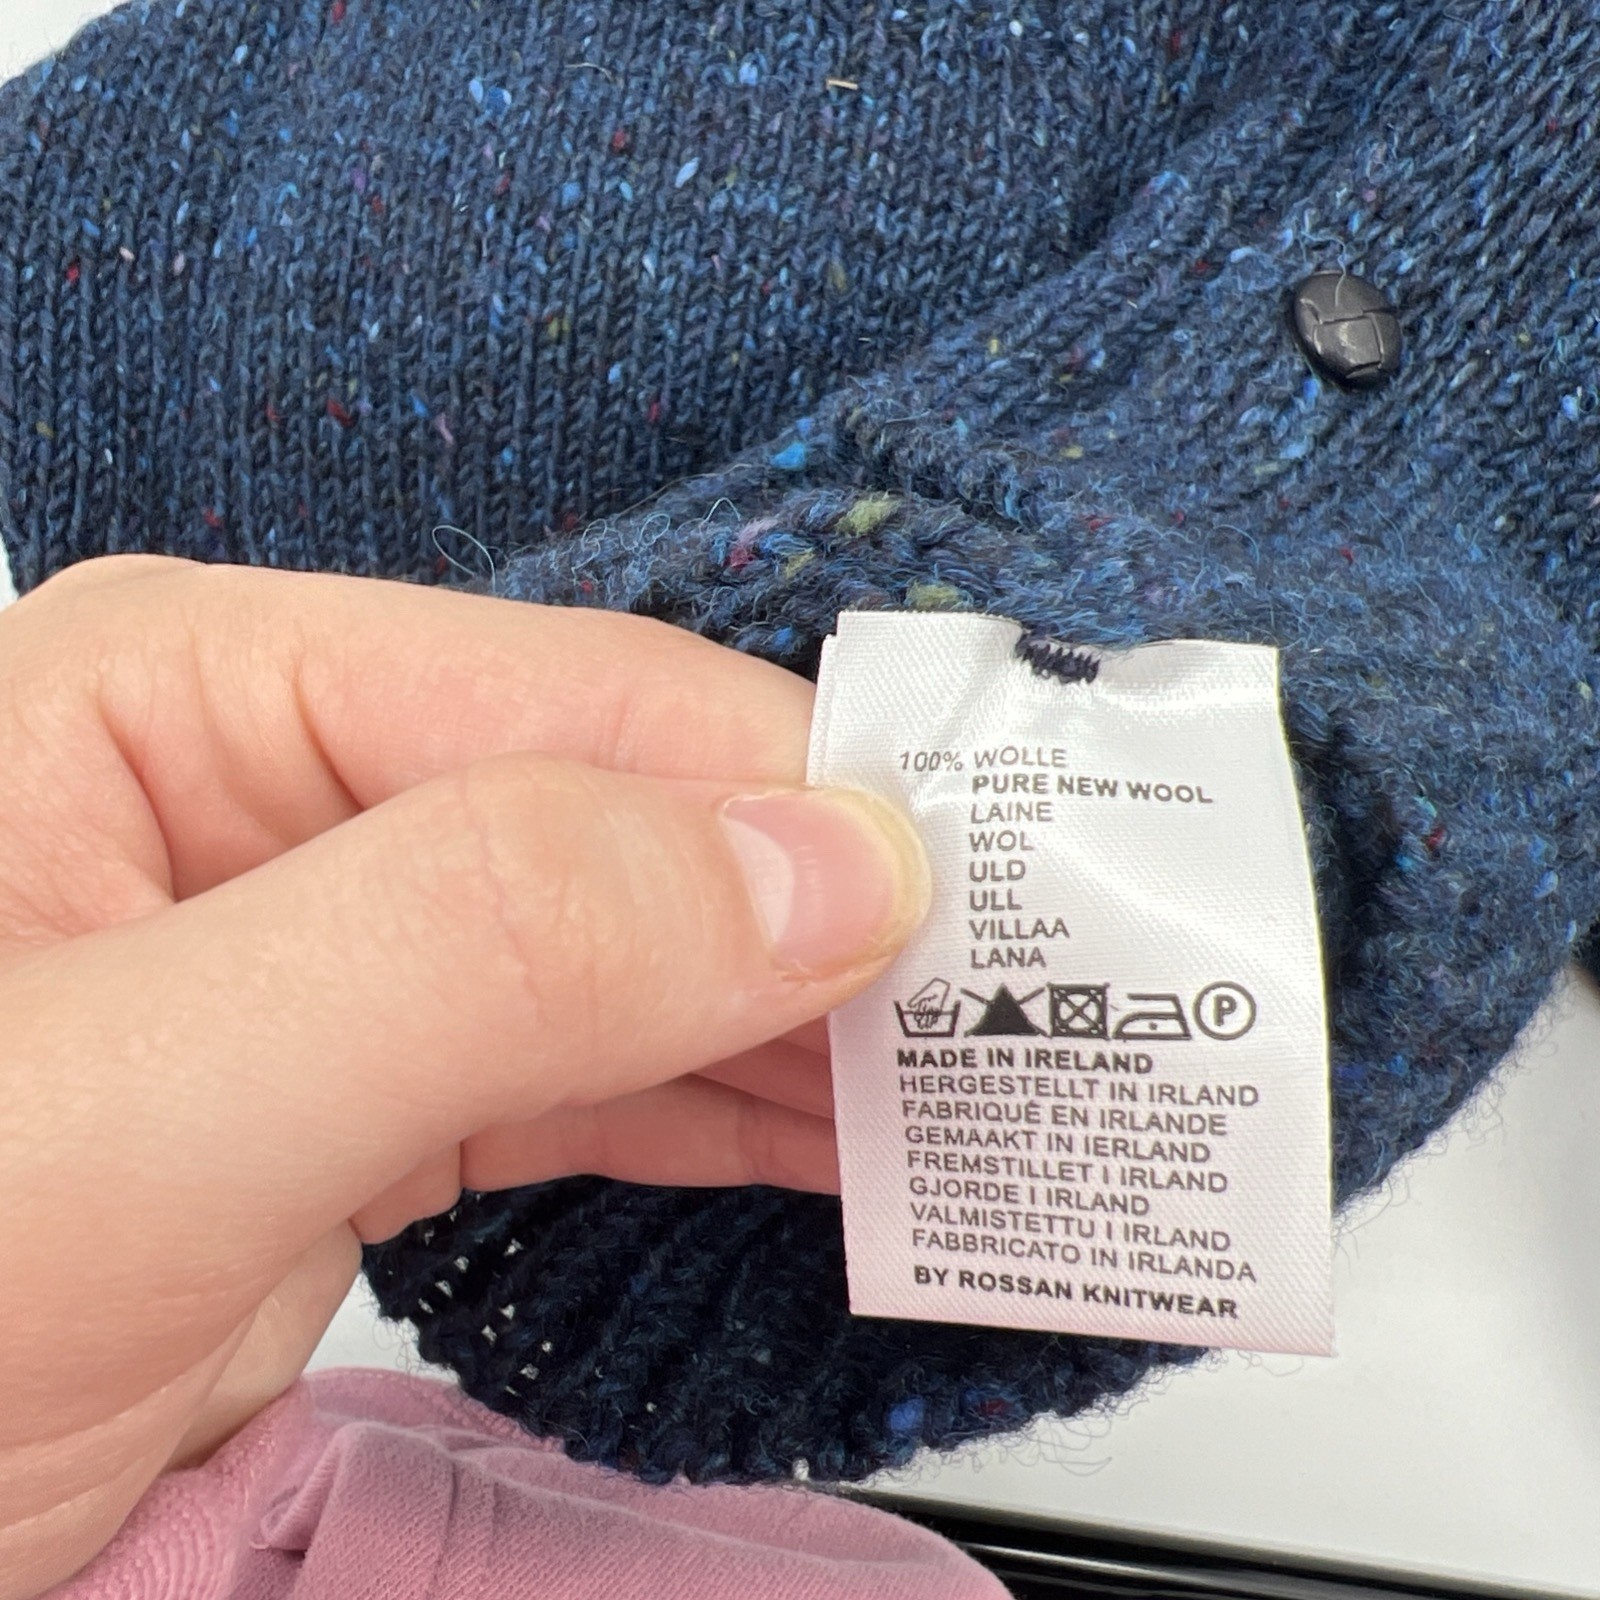 100% WOLLE
PURE NEW WOOL
LAINE
WOL
ULD
ULL
VILLAA
LANA
P
MADE IN IRELAND
HERGESTELLT IN IRLAND
FABRIQUÉ EN IRLANDE
GEMAAKT IN IERLAND
FREMSTILLET I IRLAND
GJORDE I IRLAND
VALMISTETTU I IRLAND
FABBRICATO IN IRLANDA
BY ROSSAN KNITWEAR